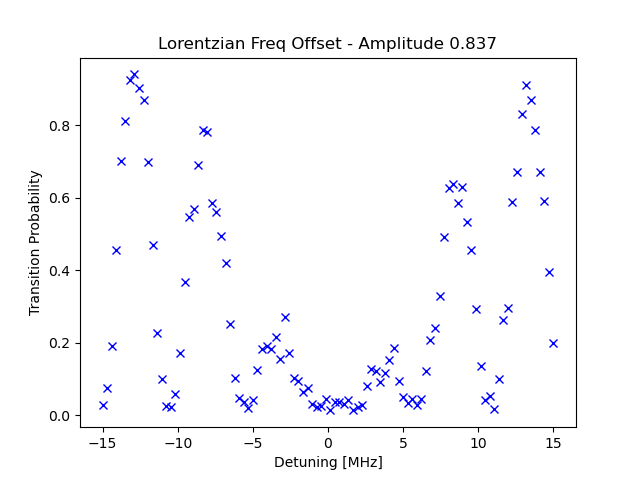 Lorentzian Freq Offset - Amplitude 0.837
Transition Probability
0.8
0.6
0.4
0.2
0.0
−15 −10 −5 0 5 10 15
Detuning [MHz]